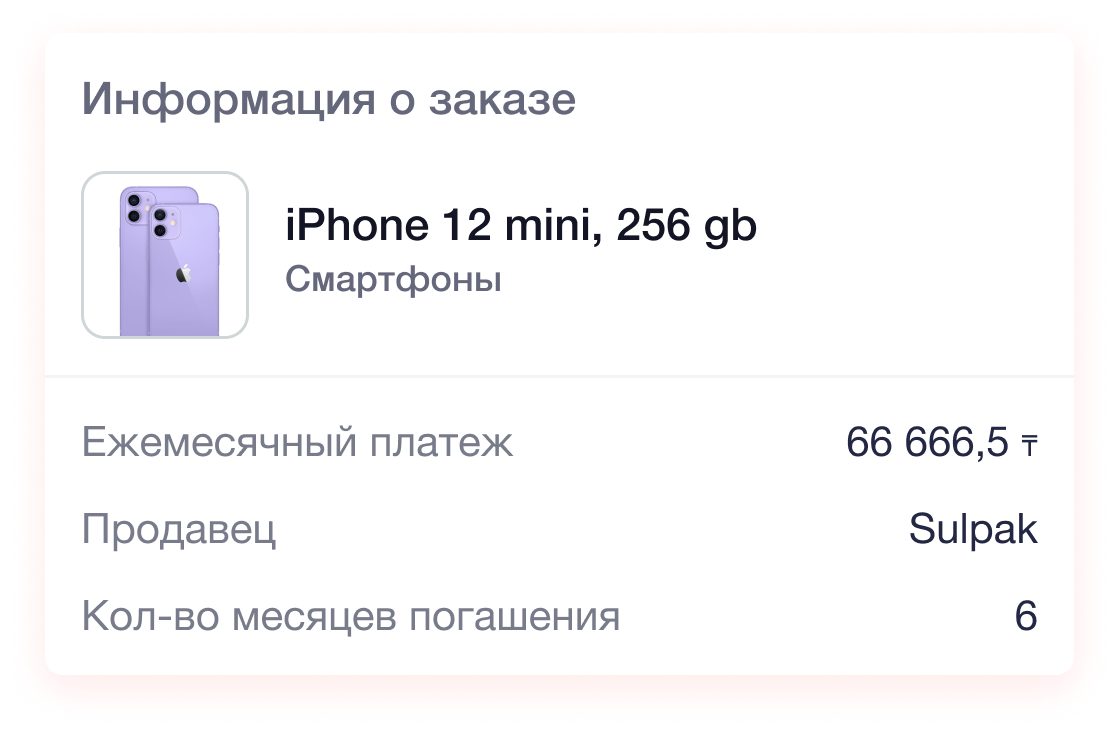 Информация о заказе
iPhone 12 mini, 256 gb
Смартфоны
Ежемесячный платеж 66 666,5 ₸
Продавец Sulpak
Кол-во месяцев погашения 6